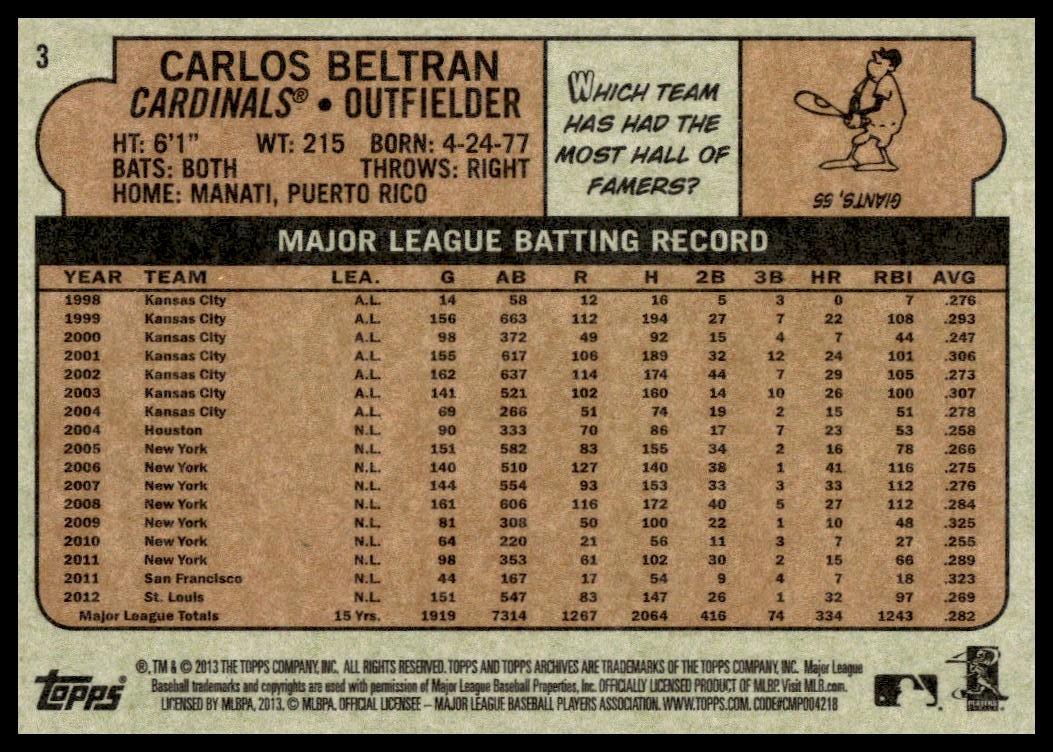 3
CARLOS BELTRAN
CARDINALS® • OUTFIELDER
HT: 6'1" WT: 215 BORN: 4-24-77
BATS: BOTH THROWS: RIGHT
HOME: MANATI, PUERTO RICO
WHICH TEAM
HAS HAD THE
MOST HALL OF
FAMERS?
GIANTS, 55
MAJOR LEAGUE BATTING RECORD
YEAR TEAM LEA. G AB R H 2B 3B HR RBI AVG
1998 Kansas City A.L. 14 58 12 16 5 3 0 7 .276
1999 Kansas City A.L. 156 663 112 194 27 7 22 108 .293
2000 Kansas City A.L. 98 372 49 92 15 4 7 44 .247
2001 Kansas City A.L. 155 617 106 189 32 12 24 101 .306
2002 Kansas City A.L. 162 637 114 174 44 7 29 105 .273
2003 Kansas City A.L. 141 521 102 160 14 10 26 100 .307
2004 Kansas City A.L. 69 266 51 74 19 2 15 51 .278
2004 Houston N.L. 90 333 70 86 17 7 23 53 .258
2005 New York N.L. 151 582 83 155 34 2 16 78 .266
2006 New York N.L. 140 510 127 140 38 1 41 116 .275
2007 New York N.L. 144 554 93 153 33 3 33 112 .276
2008 New York N.L. 161 606 116 172 40 5 27 112 .284
2009 New York N.L. 81 308 50 100 22 1 10 48 .325
2010 New York N.L. 64 220 21 56 11 3 7 27 .255
2011 New York N.L. 98 353 61 102 30 2 15 66 .289
2011 San Francisco N.L. 44 167 17 54 9 4 7 18 .323
2012 St. Louis N.L. 151 547 83 147 26 1 32 97 .269
Major League Totals 15 Yrs. 1919 7314 1267 2064 416 74 334 1243 .282
topps®
®, TM & © 2013 THE TOPPS COMPANY, INC. ALL RIGHTS RESERVED. TOPPS AND TOPPS ARCHIVES ARE TRADEMARKS OF THE TOPPS COMPANY, INC. Major League
Baseball trademarks and copyrights are used with permission of Major League Baseball Properties, Inc. OFFICIALLY LICENSED PRODUCT OF MLBP. Visit MLB.com.
LICENSED BY MLBPA, 2013. © MLBPA. OFFICIAL LICENSEE – MAJOR LEAGUE BASEBALL PLAYERS ASSOCIATION. WWW.TOPPS.COM. CODE#CMP004218